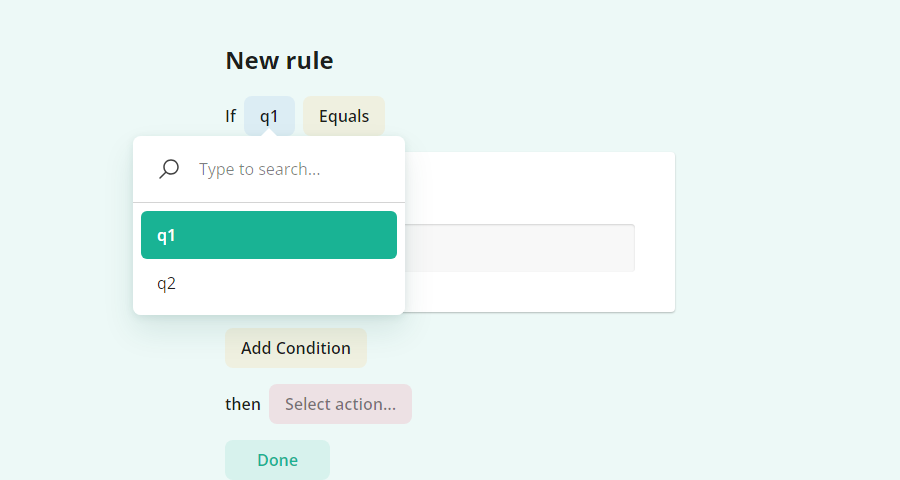 New rule
If q1 Equals
Type to search...
q1
q2
Add Condition
then Select action...
Done